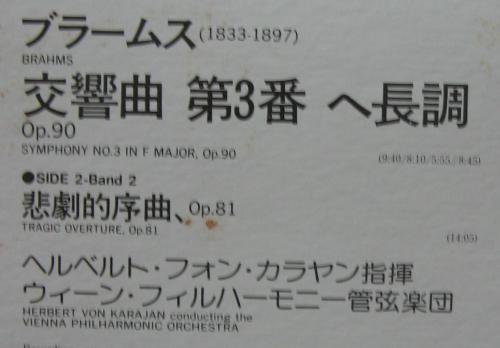 ブラームス(1833-1897)
BRAHMS
交響曲 第3番 ヘ長調
Op.90
SYMPHONY NO.3 IN F MAJOR, Op.90
(9:40/8:10/5:55/8:45)
●SIDE 2-Band 2
悲劇的序曲、Op.81
TRAGIC OVERTURE, Op.81
(14:05)
ヘルベルト・フォン・カラヤン指揮
ウィーン・フィルハーモニー管弦楽団
HERBERT VON KARAJAN conducting the
VIENNA PHILHARMONIC ORCHESTRA